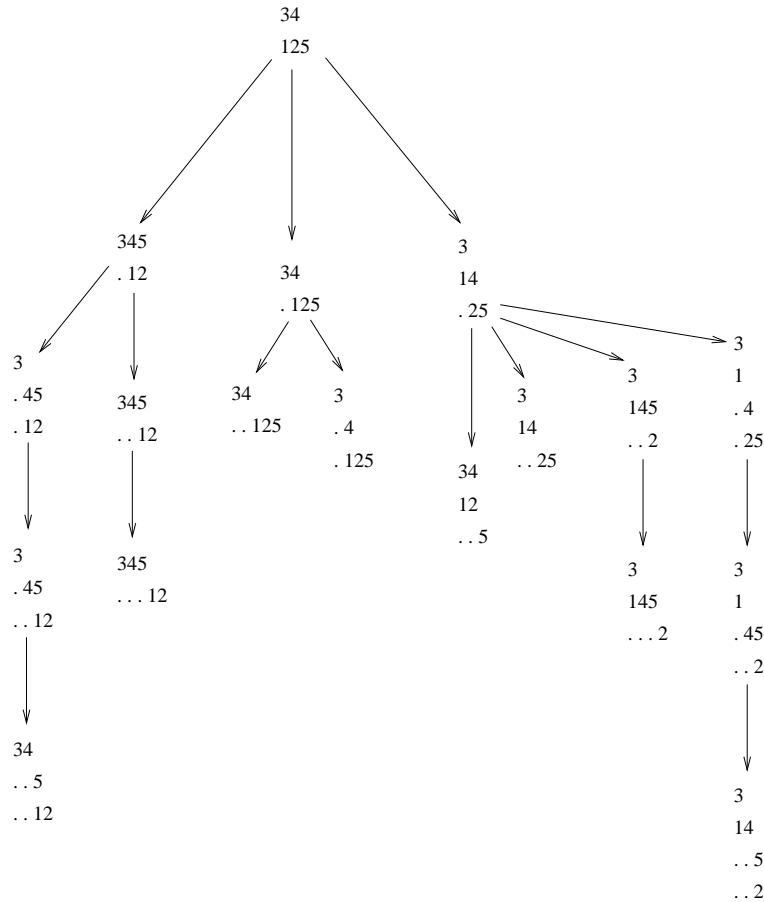 34
125
345
. 12
34
. 125
3
14
. 25
3
. 45
. 12
345
. . 12
34
. . 125
3
. 4
. 125
34
12
. . 5
3
14
. . 25
3
145
. . 2
3
1
. 4
. 25
3
. 45
. . 12
345
. . . 12
3
145
. . . 2
3
1
. 45
. . 2
34
. . 5
. . 12
3
14
. . 5
. . 2